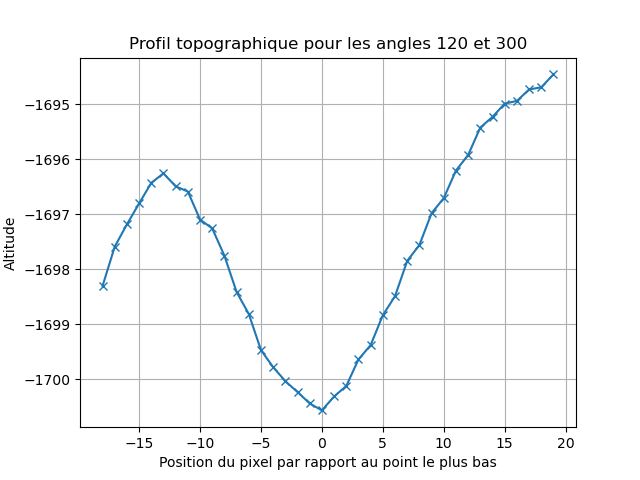 Profil topographique pour les angles 120 et 300
Altitude
−1695
−1696
−1697
−1698
−1699
−1700
−15 −10 −5 0 5 10 15 20
Position du pixel par rapport au point le plus bas